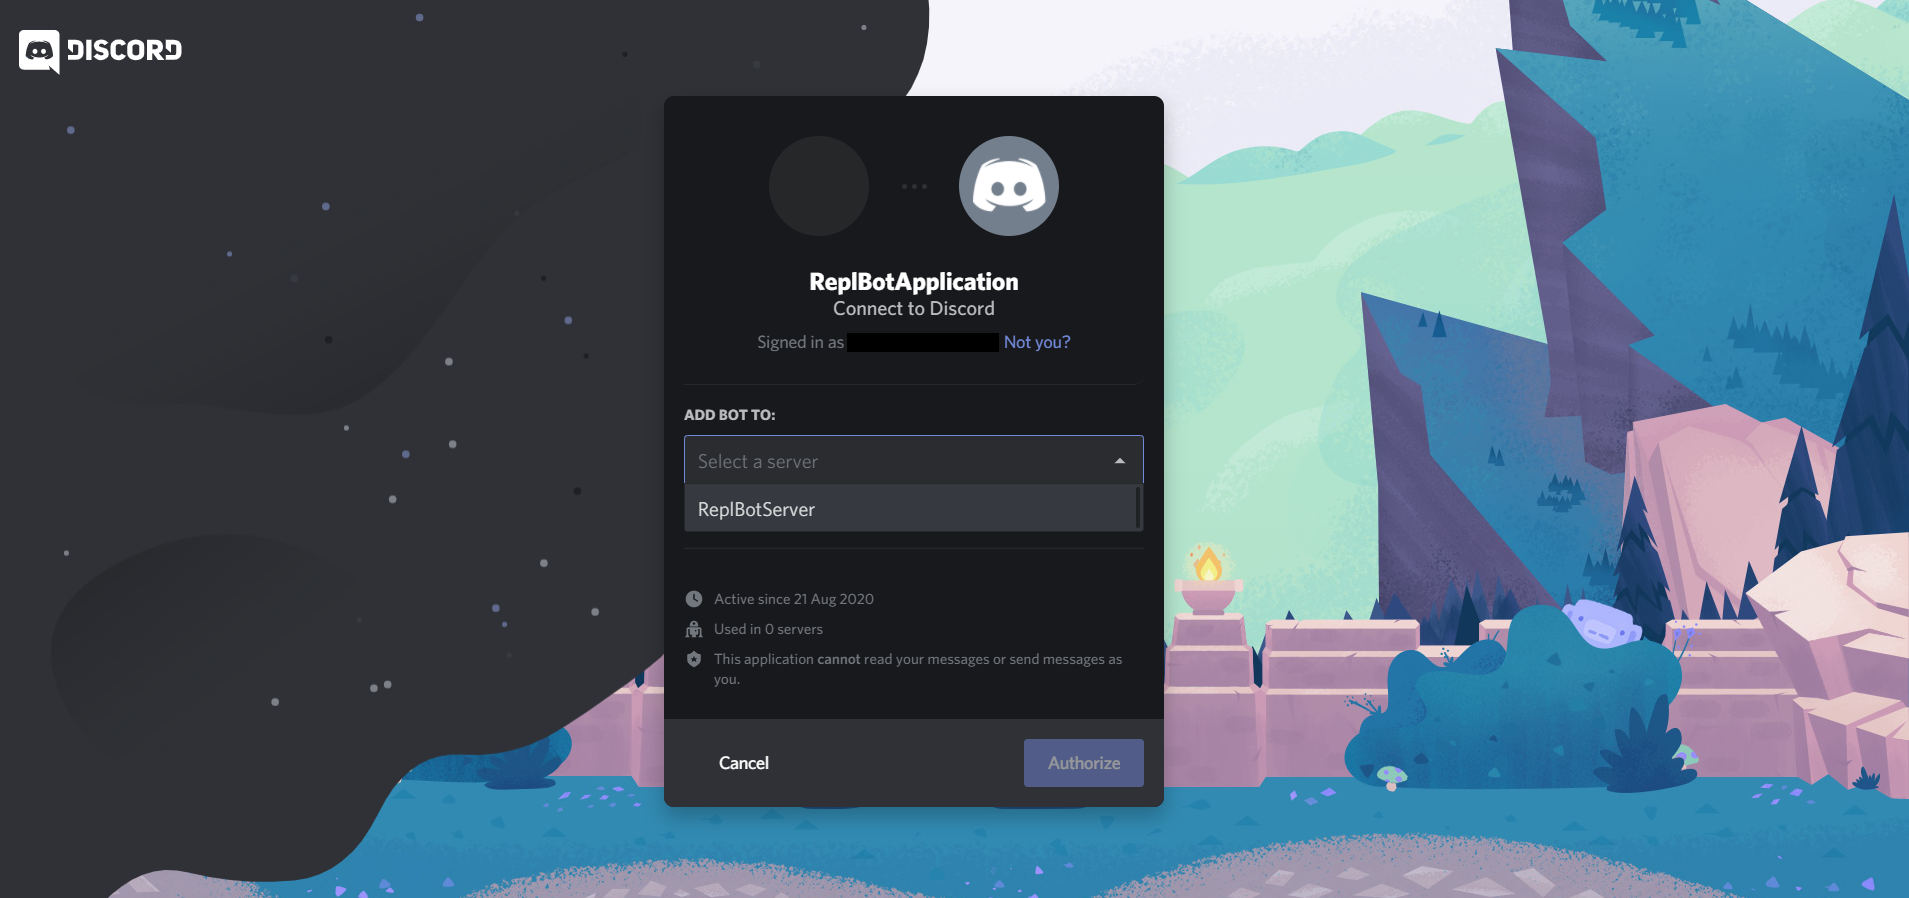 DISCORD
ReplBotApplication
Connect to Discord
Signed in as Not you?
ADD BOT TO:
Select a server
ReplBotServer
Active since 21 Aug 2020
Used in 0 servers
This application cannot read your messages or send messages as
you.
Cancel
Authorize